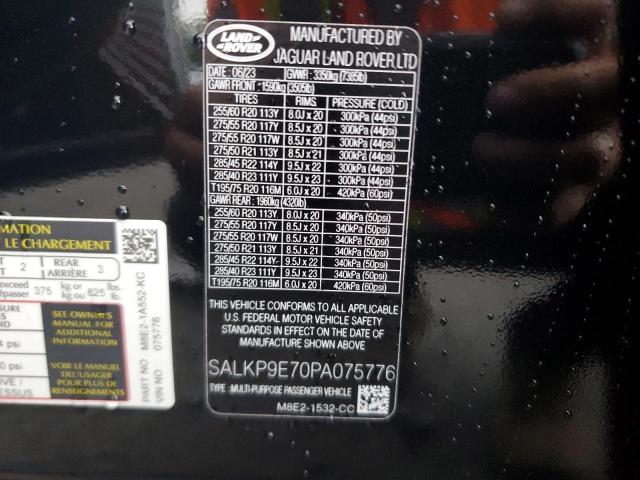 LAND ROVER
MANUFACTURED BY
JAGUAR LAND ROVER LTD
DATE : 06/23 GVWR : 3350kg (7385lb)
GAWR FRONT : 1590kg (3505lb)
TIRES RIMS PRESSURE (COLD)
255/60 R20 113Y 8.0J x 20 300kPa (44psi)
275/55 R20 117Y 8.5J x 20 300kPa (44psi)
275/55 R20 117W 8.5J x 20 300kPa (44psi)
275/50 R21 113Y 8.5J x 21 300kPa (44psi)
285/45 R22 114Y 9.5J x 22 300kPa (44psi)
285/40 R23 111Y 9.5J x 23 300kPa (44psi)
T195/75 R20 116M 6.0J x 20 420kPa (60psi)
GAWR REAR : 1960kg (4320lb)
255/60 R20 113Y 8.0J x 20 340kPa (50psi)
275/55 R20 117Y 8.5J x 20 340kPa (50psi)
275/55 R20 117W 8.5J x 20 340kPa (50psi)
275/50 R21 113Y 8.5J x 21 340kPa (50psi)
285/45 R22 114Y 9.5J x 22 340kPa (50psi)
285/40 R23 111Y 9.5J x 23 340kPa (50psi)
T195/75 R20 116M 6.0J x 20 420kPa (60psi)
THIS VEHICLE CONFORMS TO ALL APPLICABLE
U.S. FEDERAL MOTOR VEHICLE SAFETY
STANDARDS IN EFFECT ON THE DATE OF
MANUFACTURE SHOWN ABOVE
SALKP9E70PA075776
TYPE : MULTI-PURPOSE PASSENGER VEHICLE
M8E2-1532-CC
MATION
LE CHARGEMENT
2 REAR ARRIÈRE 3
exceed 375 kg or 825 lbs.
dépasser kg ou lb.
SEE OWNER'S
MANUAL FOR
ADDITIONAL
INFORMATION
VOIR LE MANUEL
DE L'USAGER
POUR PLUS DE
RENSEIGNEMENTS
PART NO M8E2-1A552-KC
VIN NO 075776